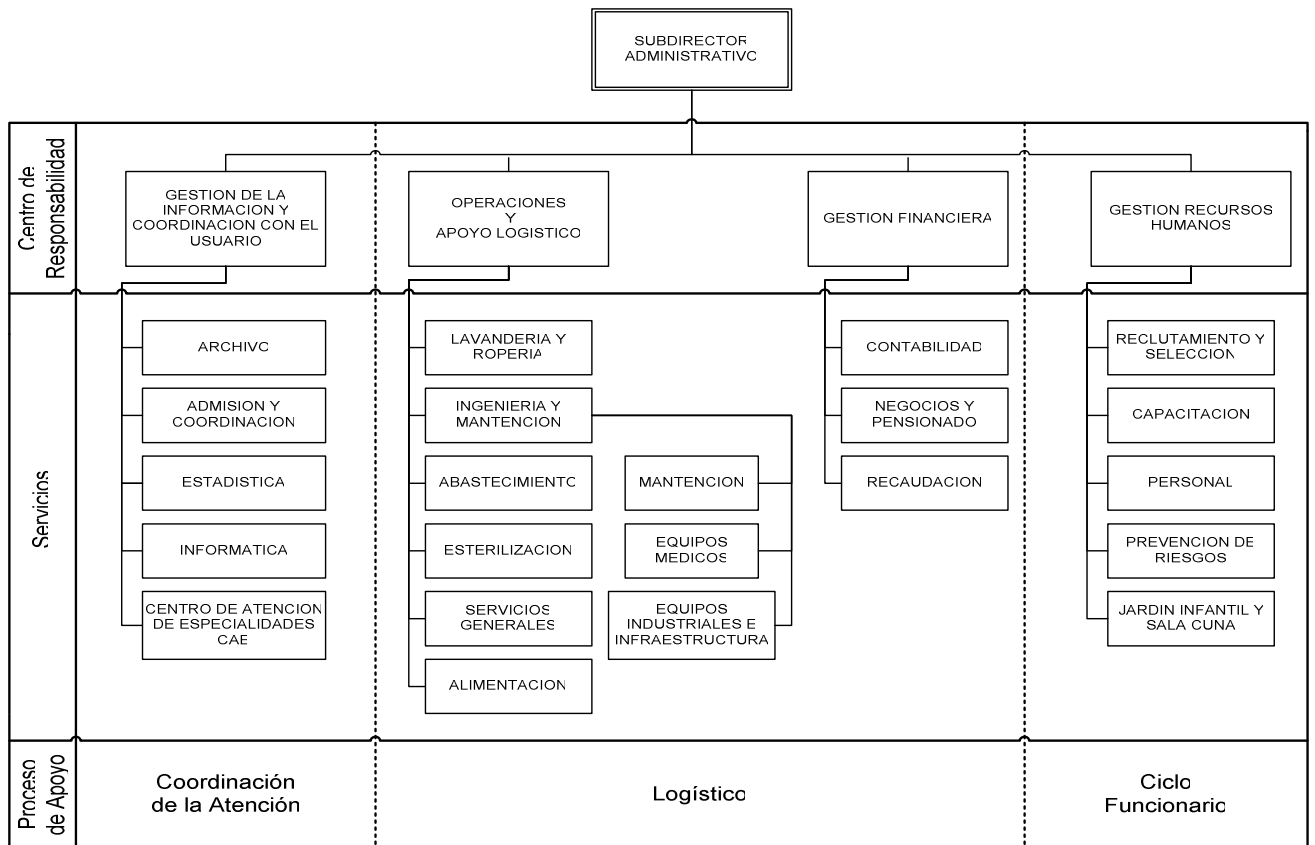 SUBDIRECTOR
ADMINISTRATIVO
Centro de
Responsabilidad
GESTION DE LA
INFORMACION Y
COORDINACION CON EL
USUARIO
OPERACIONES
Y
APOYO LOGISTICO
GESTION FINANCIERA
GESTION RECURSOS
HUMANOS
Servicios
ARCHIVO
ADMISION Y
COORDINACION
ESTADISTICA
INFORMATICA
CENTRO DE ATENCION
DE ESPECIALIDADES
CAE
LAVANDERIA Y
ROPERIA
INGENIERIA Y
MANTENCION
ABASTECIMIENTO
ESTERILIZACION
SERVICIOS
GENERALES
ALIMENTACION
MANTENCION
EQUIPOS
MEDICOS
EQUIPOS
INDUSTRIALES E
INFRAESTRUCTURA
CONTABILIDAD
NEGOCIOS Y
PENSIONADO
RECAUDACION
RECLUTAMIENTO Y
SELECCION
CAPACITACION
PERSONAL
PREVENCION DE
RIESGOS
JARDIN INFANTIL Y
SALA CUNA
Proceso
de Apoyo
Coordinación
de la Atención
Logístico
Ciclo
Funcionario